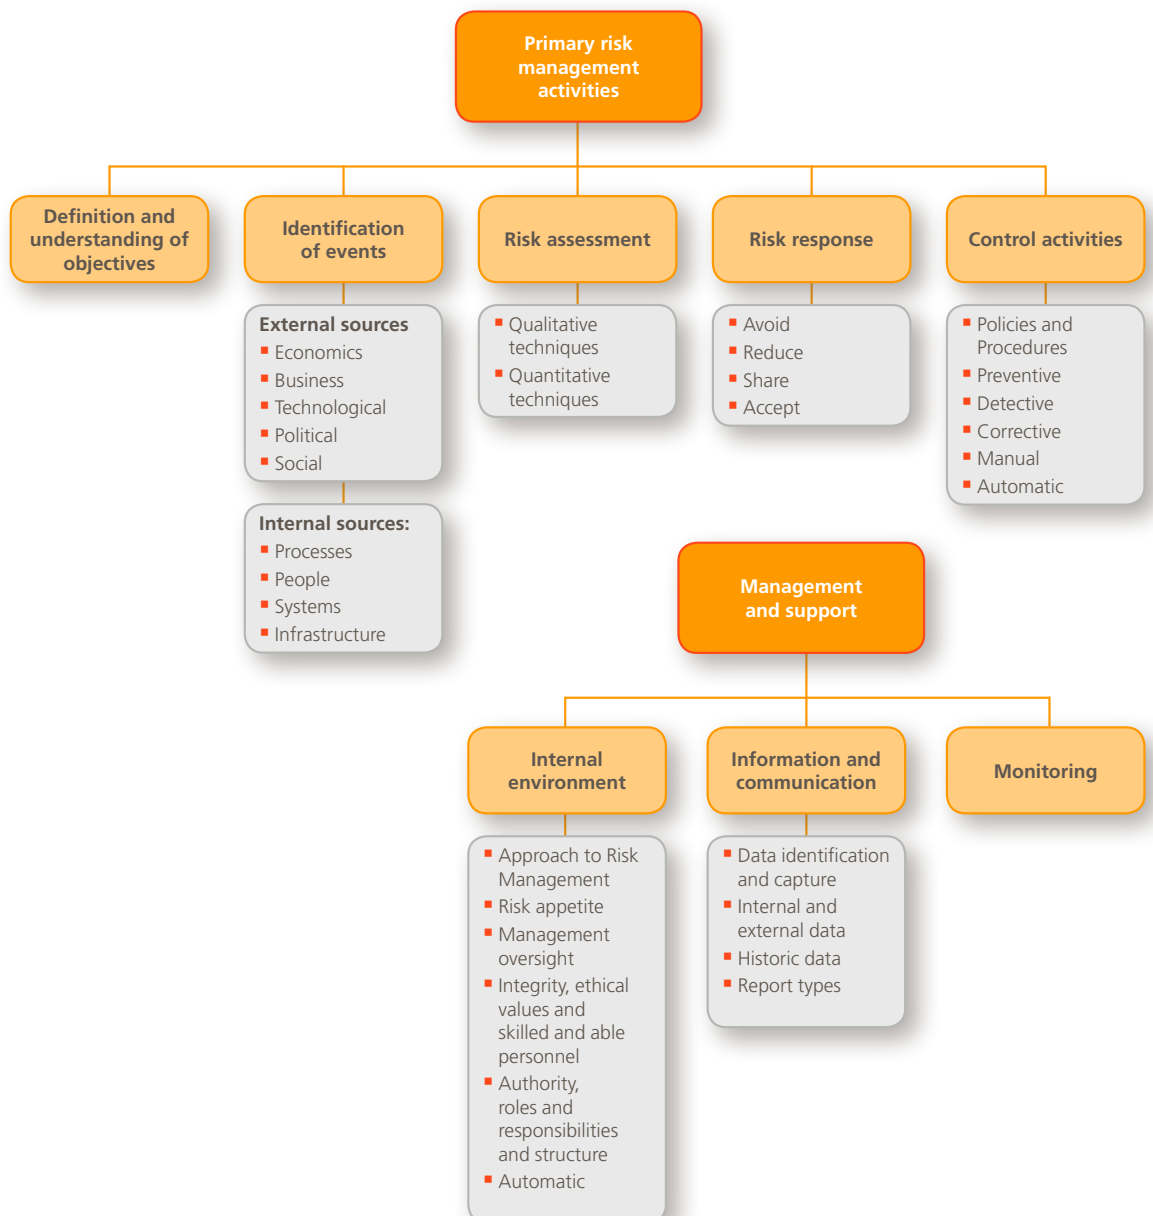 Primary risk
management
activities
Definition and
understanding of
objectives
Identification
of events
Risk assessment
Risk response
Control activities
External sources
Economics
Business
Technological
Political
Social
Internal sources:
Processes
People
Systems
Infrastructure
Qualitative
techniques
Quantitative
techniques
Avoid
Reduce
Share
Accept
Policies and
Procedures
Preventive
Detective
Corrective
Manual
Automatic
Management
and support
Internal
environment
Information and
communication
Monitoring
Approach to Risk
Management
Risk appetite
Management
oversight
Integrity, ethical
values and
skilled and able
personnel
Authority,
roles and
responsibilities
and structure
Automatic
Data identification
and capture
Internal and
external data
Historic data
Report types